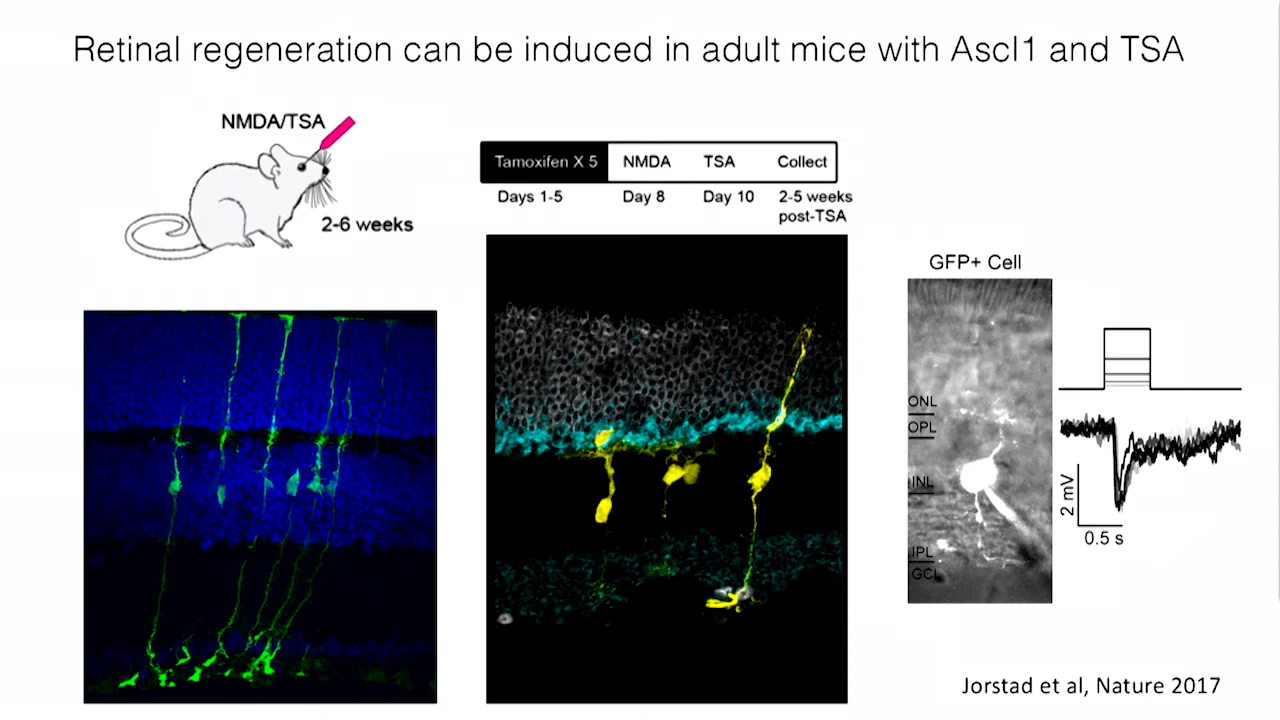 Retinal regeneration can be induced in adult mice with Ascl1 and TSA
NMDA/TSA
2-6 weeks
Tamoxifen X 5 NMDA TSA Collect
Days 1-5 Day 8 Day 10 2-5 weeks
post-TSA
GFP+ Cell
ONL
OPL
INL
IPL
GCL
2 mV
0.5 s
Jorstad et al, Nature 2017